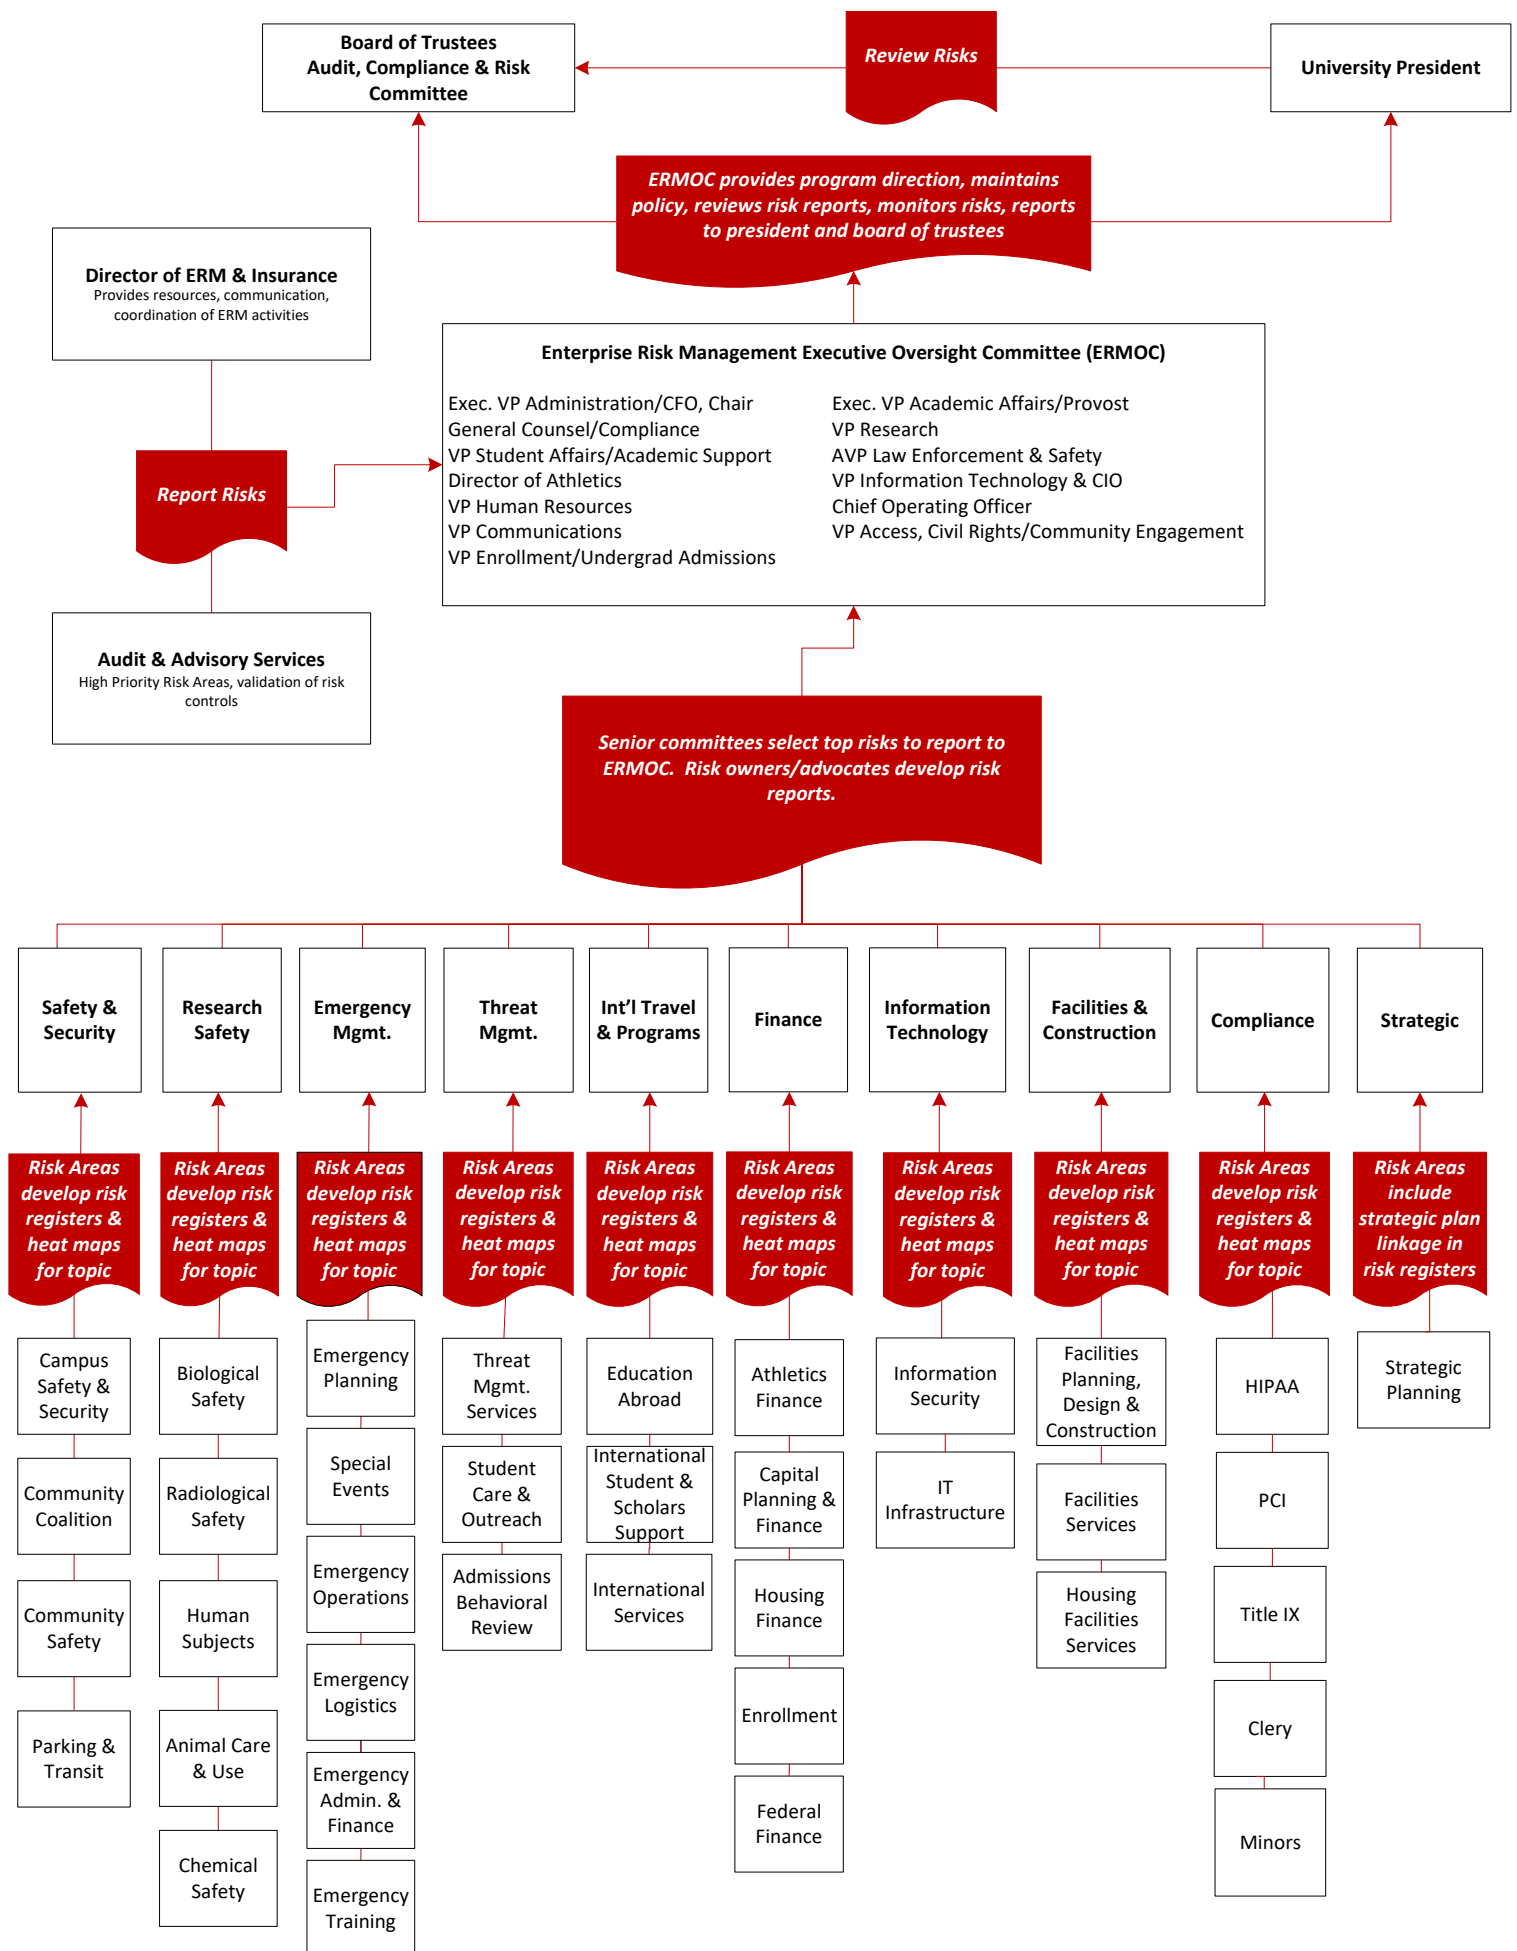 Board of Trustees
Audit, Compliance & Risk
Committee
Review Risks
University President
ERMOC provides program direction, maintains
policy, reviews risk reports, monitors risks, reports
to president and board of trustees
Director of ERM & Insurance
Provides resources, communication,
coordination of ERM activities
Report Risks
Audit & Advisory Services
High Priority Risk Areas, validation of risk
controls
Enterprise Risk Management Executive Oversight Committee (ERMOC)
Exec. VP Administration/CFO, Chair
General Counsel/Compliance
VP Student Affairs/Academic Support
Director of Athletics
VP Human Resources
VP Communications
VP Enrollment/Undergrad Admissions
Exec. VP Academic Affairs/Provost
VP Research
AVP Law Enforcement & Safety
VP Information Technology & CIO
Chief Operating Officer
VP Access, Civil Rights/Community Engagement
Senior committees select top risks to report to
ERMOC.  Risk owners/advocates develop risk
reports.
Safety &
Security
Risk Areas
develop risk
registers &
heat maps
for topic
Campus
Safety &
Security
Community
Coalition
Community
Safety
Parking &
Transit
Research
Safety
Risk Areas
develop risk
registers &
heat maps
for topic
Biological
Safety
Radiological
Safety
Human
Subjects
Animal Care
& Use
Chemical
Safety
Emergency
Mgmt.
Risk Areas
develop risk
registers &
heat maps
for topic
Emergency
Planning
Special
Events
Emergency
Operations
Emergency
Logistics
Emergency
Admin. &
Finance
Emergency
Training
Threat
Mgmt.
Risk Areas
develop risk
registers &
heat maps
for topic
Threat
Mgmt.
Services
Student
Care &
Outreach
Admissions
Behavioral
Review
Int’l Travel
& Programs
Risk Areas
develop risk
registers &
heat maps
for topic
Education
Abroad
International
Student &
Scholars
Support
International
Services
Finance
Risk Areas
develop risk
registers &
heat maps
for topic
Athletics
Finance
Capital
Planning &
Finance
Housing
Finance
Enrollment
Federal
Finance
Information
Technology
Risk Areas
develop risk
registers &
heat maps
for topic
Information
Security
IT
Infrastructure
Facilities &
Construction
Risk Areas
develop risk
registers &
heat maps
for topic
Facilities
Planning,
Design &
Construction
Facilities
Services
Housing
Facilities
Services
Compliance
Risk Areas
develop risk
registers &
heat maps
for topic
HIPAA
PCI
Title IX
Clery
Minors
Strategic
Risk Areas
include
strategic plan
linkage in
risk registers
Strategic
Planning